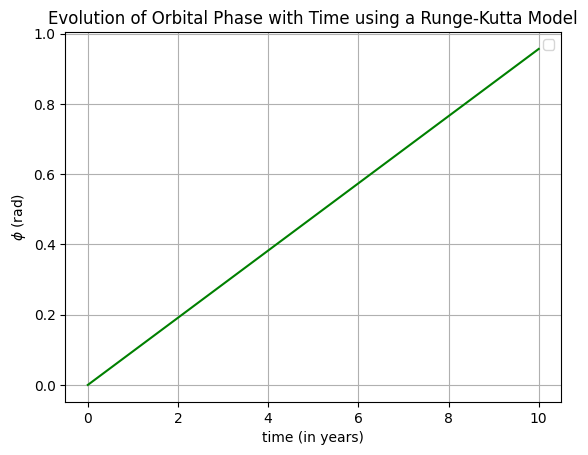 Evolution of Orbital Phase with Time using a Runge-Kutta Model
1.0
0.8
0.6
0.4
0.2
0.0
ϕ (rad)
0 2 4 6 8 10
time (in years)